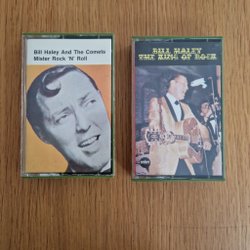 Bill Haley And The Comets
Mister Rock 'N' Roll
BILL HALEY
THE KING OF ROCK